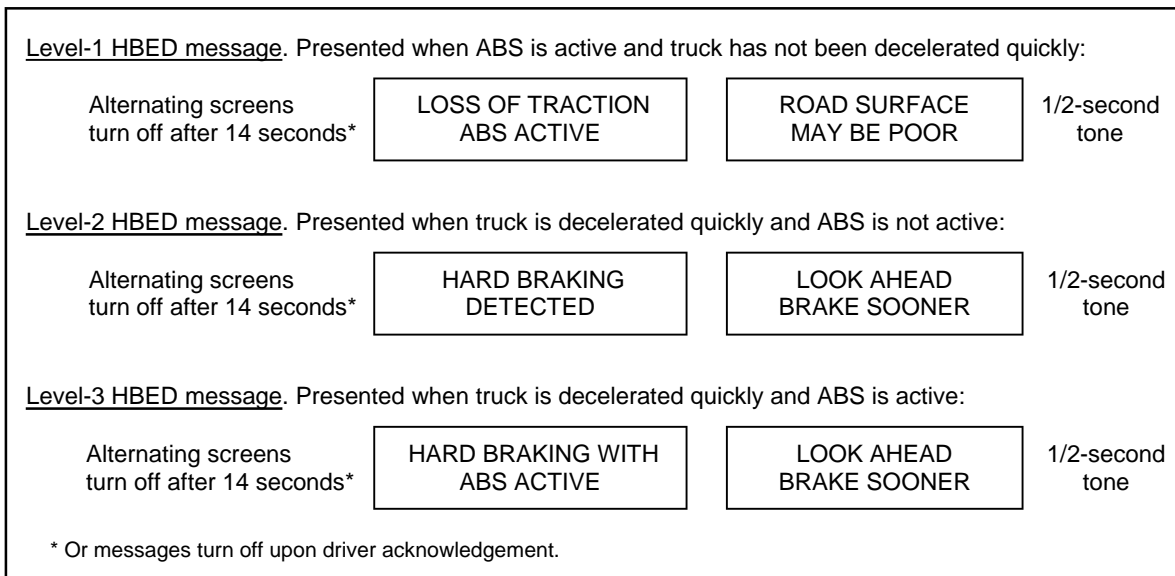 Level-1 HBED message. Presented when ABS is active and truck has not been decelerated quickly:
Alternating screens
turn off after 14 seconds*
LOSS OF TRACTION
ABS ACTIVE
ROAD SURFACE
MAY BE POOR
1/2-second
tone
Level-2 HBED message. Presented when truck is decelerated quickly and ABS is not active:
Alternating screens
turn off after 14 seconds*
HARD BRAKING
DETECTED
LOOK AHEAD
BRAKE SOONER
1/2-second
tone
Level-3 HBED message. Presented when truck is decelerated quickly and ABS is active:
Alternating screens
turn off after 14 seconds*
HARD BRAKING WITH
ABS ACTIVE
LOOK AHEAD
BRAKE SOONER
1/2-second
tone
* Or messages turn off upon driver acknowledgement.